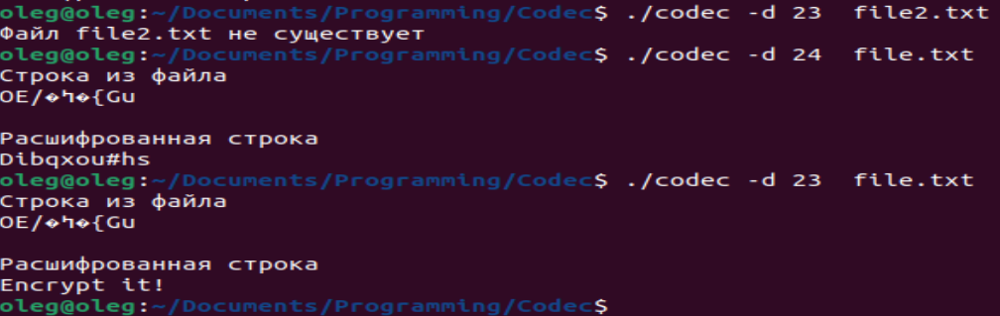 oleg@oleg:~/Documents/Programming/Codec$ ./codec -d 23  file2.txt
Файл file2.txt не существует
oleg@oleg:~/Documents/Programming/Codec$ ./codec -d 24  file.txt
Строка из файла
OE/�Ⴙ�{Gu
Расшифрованная строка
Dibqxou#hs
oleg@oleg:~/Documents/Programming/Codec$ ./codec -d 23  file.txt
Строка из файла
OE/�Ⴙ�{Gu
Расшифрованная строка
Encrypt it!
oleg@oleg:~/Documents/Programming/Codec$